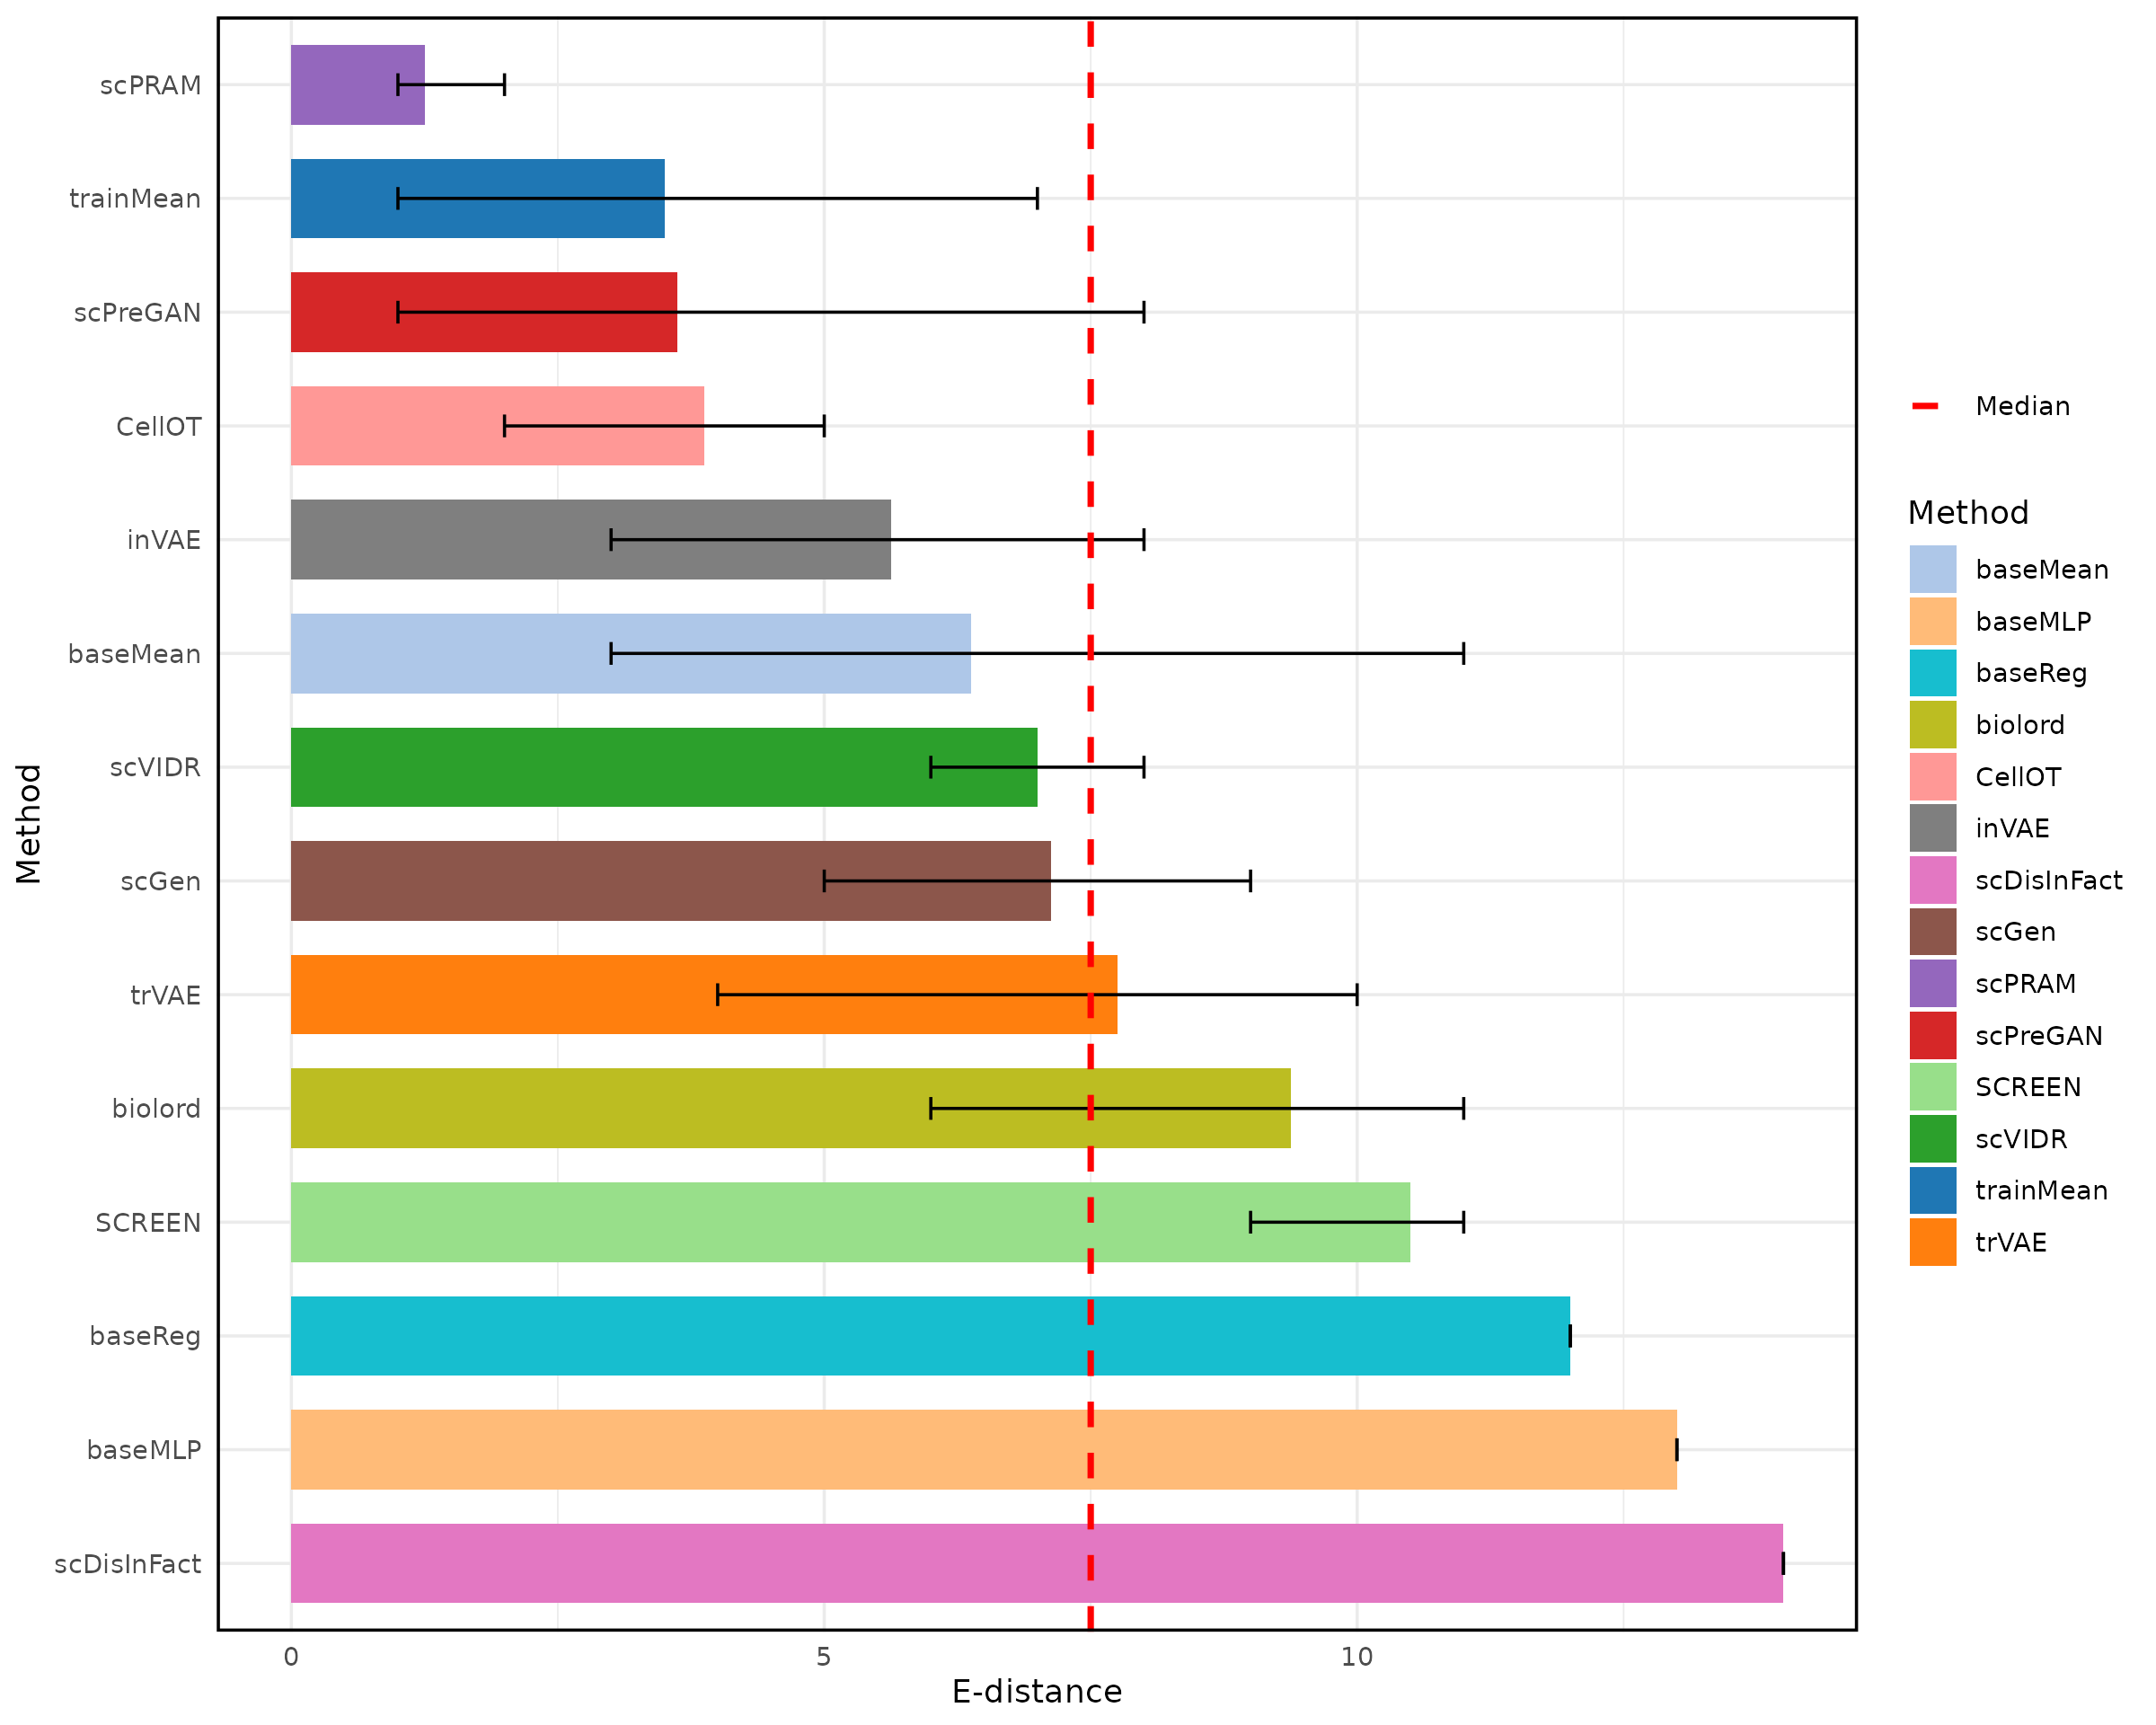 Method
scPRAM
trainMean
scPreGAN
CellOT
inVAE
baseMean
scVIDR
scGen
trVAE
biolord
SCREEN
baseReg
baseMLP
scDisInFact
0 5 10
E-distance
Median
Method
baseMean
baseMLP
baseReg
biolord
CellOT
inVAE
scDisInFact
scGen
scPRAM
scPreGAN
SCREEN
scVIDR
trainMean
trVAE